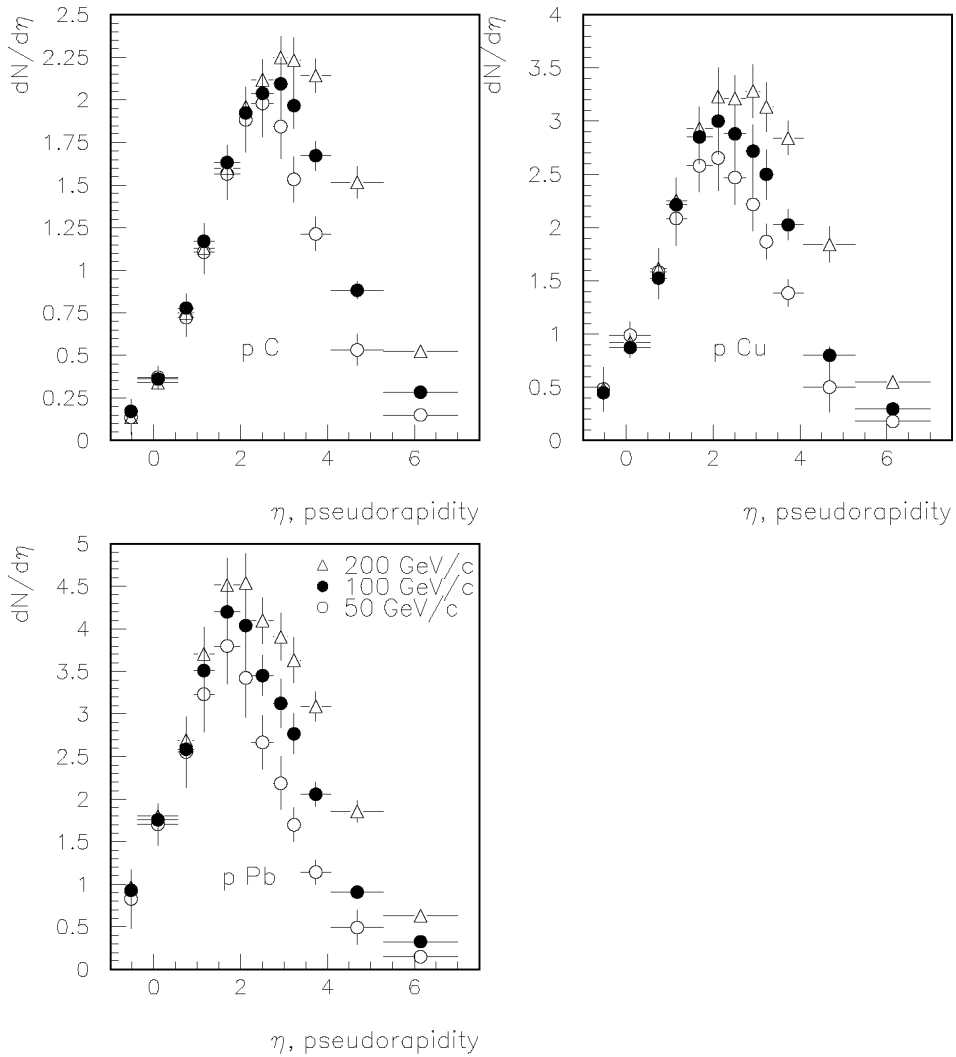 dN/dη
2.5
2.25
2
1.75
1.5
1.25
1
0.75
0.5
0.25
0
p C
0 2 4 6
η, pseudorapidity
dN/dη
4
3.5
3
2.5
2
1.5
1
0.5
0
p Cu
0 2 4 6
η, pseudorapidity
dN/dη
5
4.5
4
3.5
3
2.5
2
1.5
1
0.5
0
200 GeV/c
100 GeV/c
50 GeV/c
p Pb
0 2 4 6
η, pseudorapidity